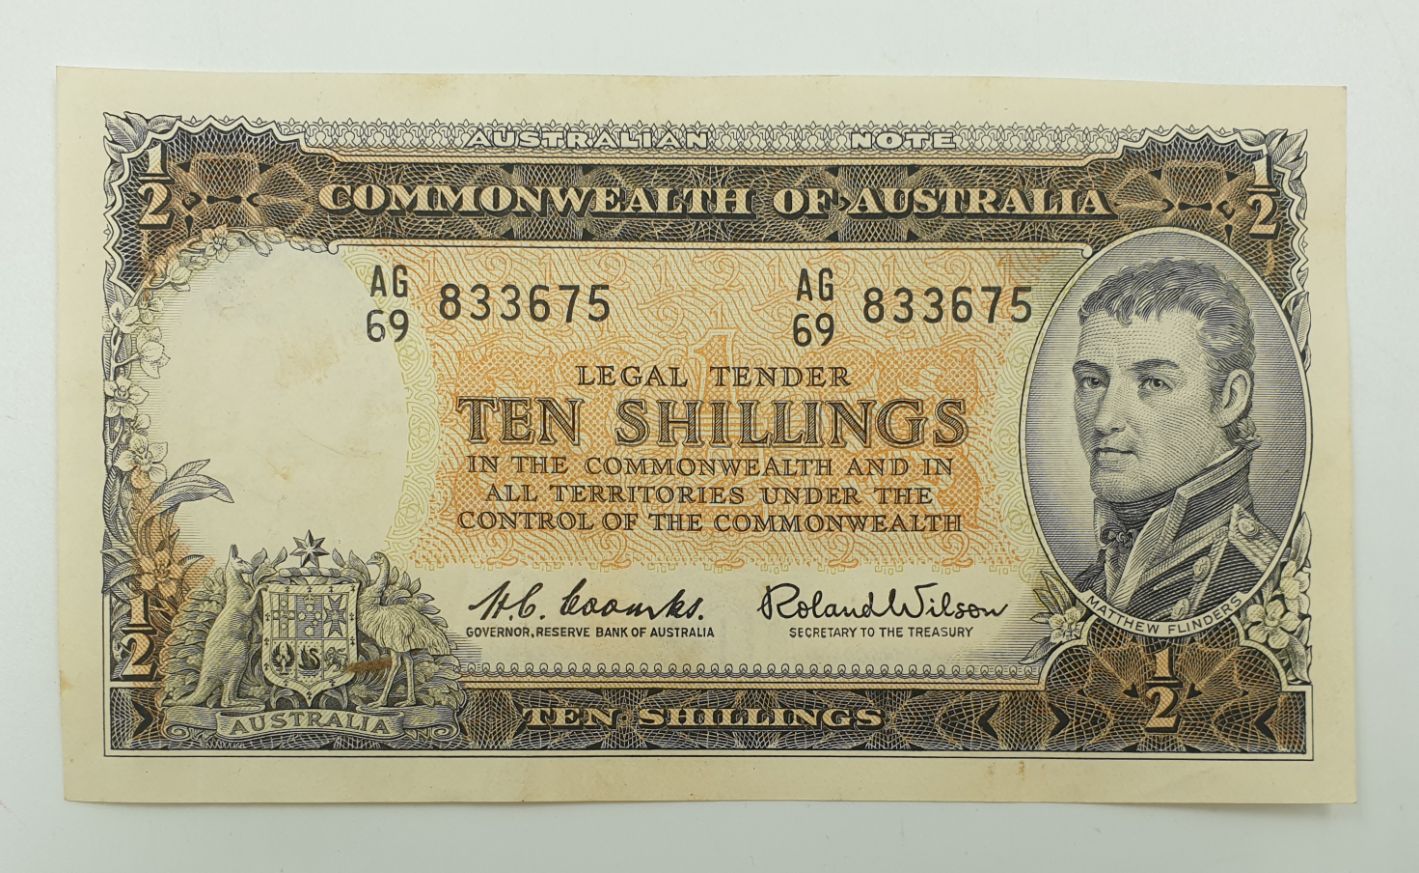 AUSTRALIAN NOTE
1/2 1/2
COMMONWEALTH OF AUSTRALIA
AG 69 833675 AG 69 833675
LEGAL TENDER
TEN SHILLINGS
IN THE COMMONWEALTH AND IN
ALL TERRITORIES UNDER THE
CONTROL OF THE COMMONWEALTH
H.C. Coombs. Roland Wilson
GOVERNOR, RESERVE BANK OF AUSTRALIA SECRETARY TO THE TREASURY
MATTHEW FLINDERS
1/2 1/2
AUSTRALIA
TEN SHILLINGS